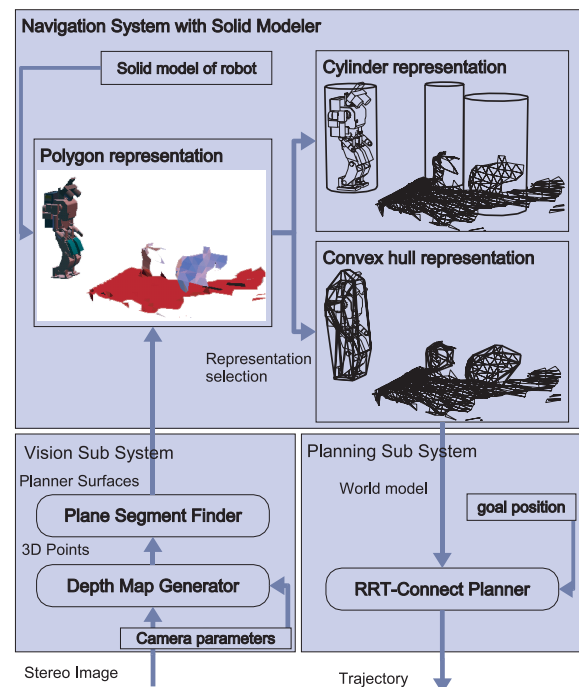 Navigation System with Solid Modeler
Solid model of robot
Cylinder representation
Polygon representation
Convex hull representation
Representation
selection
Vision Sub System
Planner Surfaces
Plane Segment Finder
3D Points
Depth Map Generator
Camera parameters
Stereo Image
Planning Sub System
World model
goal position
RRT-Connect Planner
Trajectory